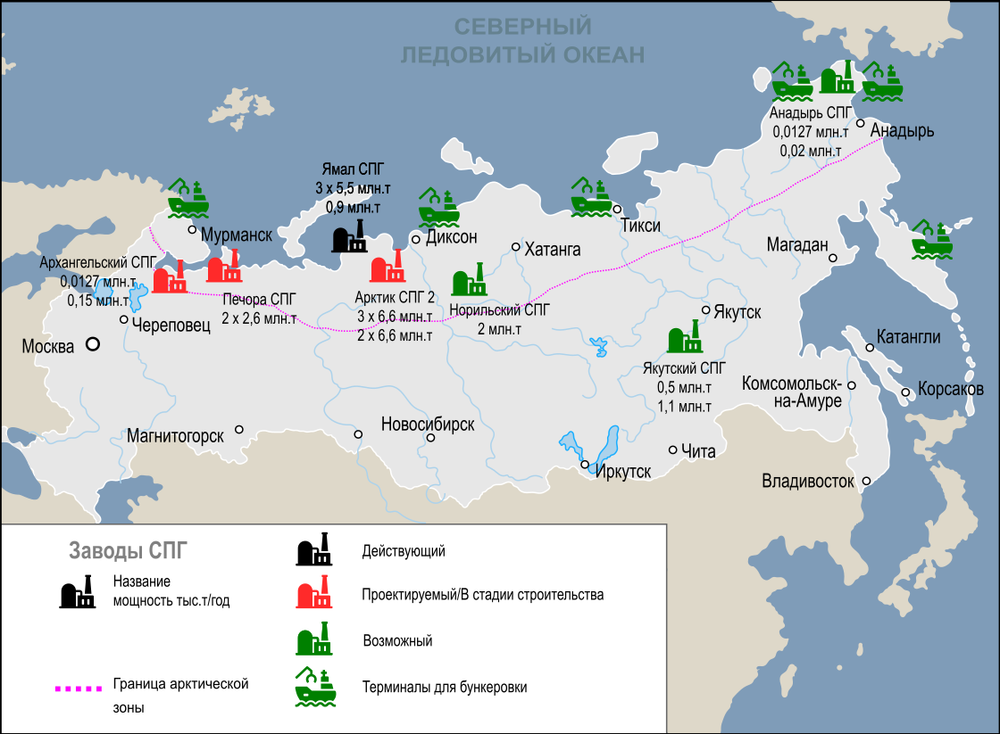 СЕВЕРНЫЙ
ЛЕДОВИТЫЙ ОКЕАН
Анадырь СПГ
0,0127 млн.т
0,02 млн.т
Анадырь
Ямал СПГ
3 x 5,5 млн.т
0,9 млн.т
Мурманск
Диксон
Хатанга
Тикси
Магадан
Архангельский СПГ
0,0127 млн.т
0,15 млн.т
Печора СПГ
2 x 2,6 млн.т
Арктик СПГ 2
3 x 6,6 млн.т
2 x 6,6 млн.т
Норильский СПГ
2 млн.т
Якутск
Череповец
Москва
Якутский СПГ
0,5 млн.т
1,1 млн.т
Катангли
Комсомольск-
на-Амуре
Корсаков
Магнитогорск
Новосибирск
Чита
Иркутск
Владивосток
Заводы СПГ
Название
мощность тыс.т/год
Граница арктической
зоны
Действующий
Проектируемый/В стадии строительства
Возможный
Терминалы для бункеровки